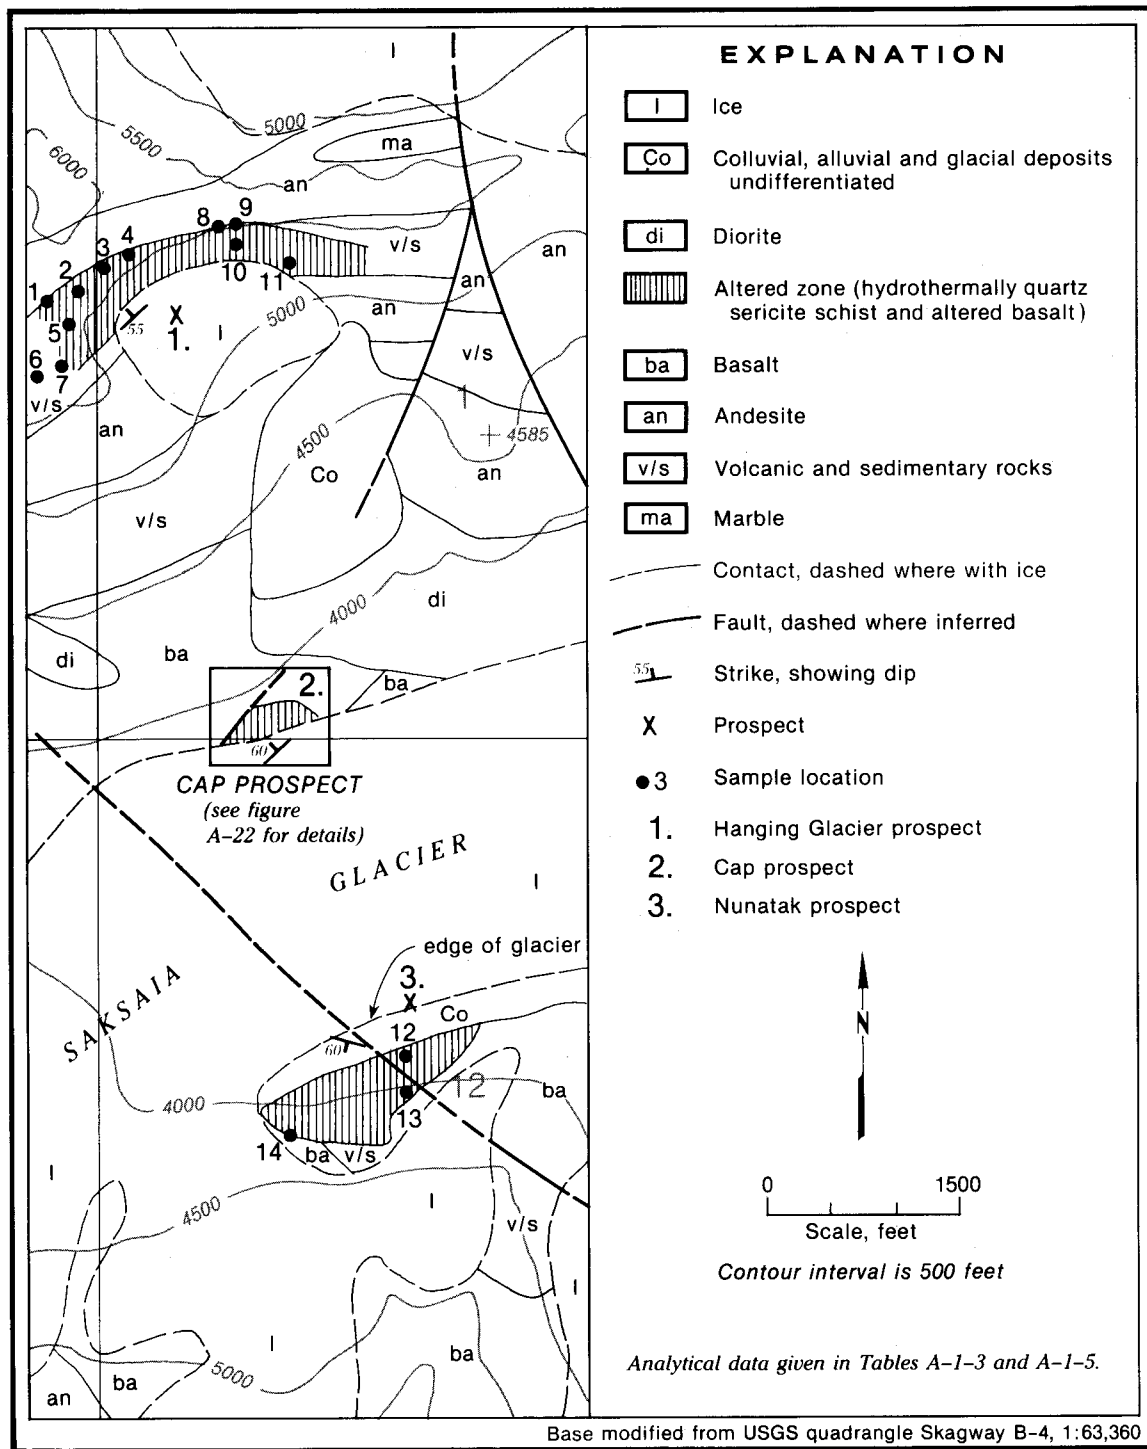 EXPLANATION
I Ice
Co Colluvial, alluvial and glacial deposits
undifferentiated
di Diorite
Altered zone (hydrothermally quartz
sericite schist and altered basalt)
ba Basalt
an Andesite
v/s Volcanic and sedimentary rocks
ma Marble
Contact, dashed where with ice
Fault, dashed where inferred
55 Strike, showing dip
X Prospect
3 Sample location
1. Hanging Glacier prospect
2. Cap prospect
3. Nunatak prospect
N
0 1500
Scale, feet
Contour interval is 500 feet
Analytical data given in Tables A-1-3 and A-1-5.
Base modified from USGS quadrangle Skagway B-4, 1:63,360
I
5000
5500
ma
6000
an
8 9
4
v/s
3
an
2
10
11
1
an
5000
an
55
X
1.
I
5
v/s
6
7
1
v/s
an
4500
4585
Co
an
v/s
di
4000
di
ba
2.
ba
60
CAP PROSPECT
(see figure
A-22 for details)
GLACIER
I
edge of glacier
SAKSAIA
3.
X
Co
12
60
12
ba
4000
13
14
ba
v/s
I
4500
I
v/s
I
I
ba
5000
ba
an